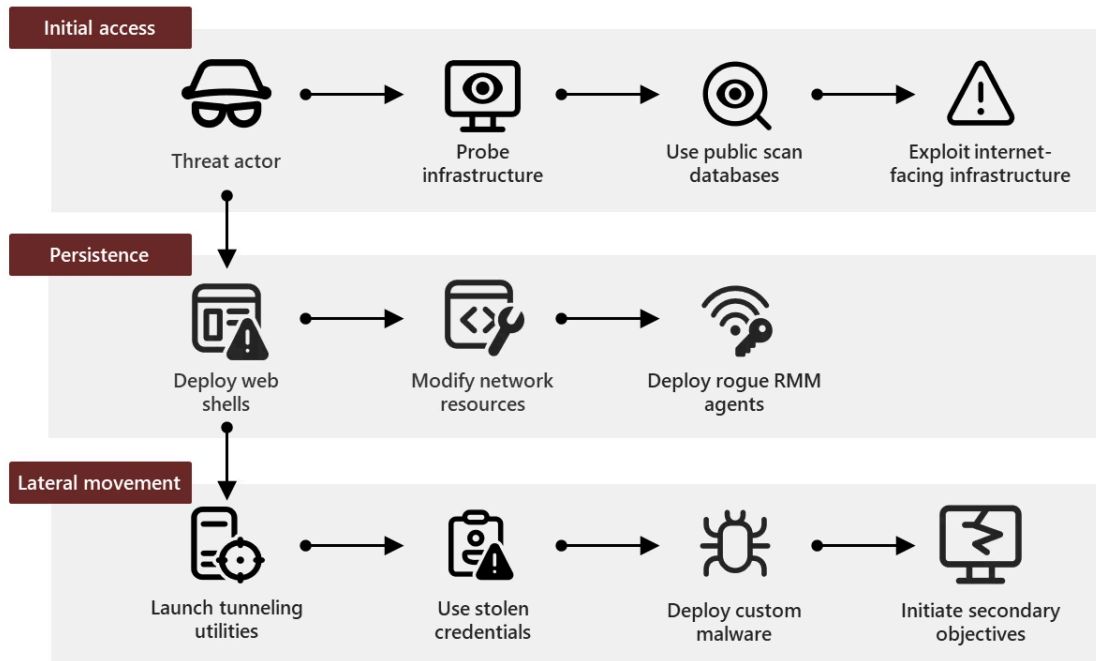 Initial access
Threat actor
Probe
infrastructure
Use public scan
databases
Exploit internet-
facing infrastructure
Persistence
Deploy web
shells
Modify network
resources
Deploy rogue RMM
agents
Lateral movement
Launch tunneling
utilities
Use stolen
credentials
Deploy custom
malware
Initiate secondary
objectives